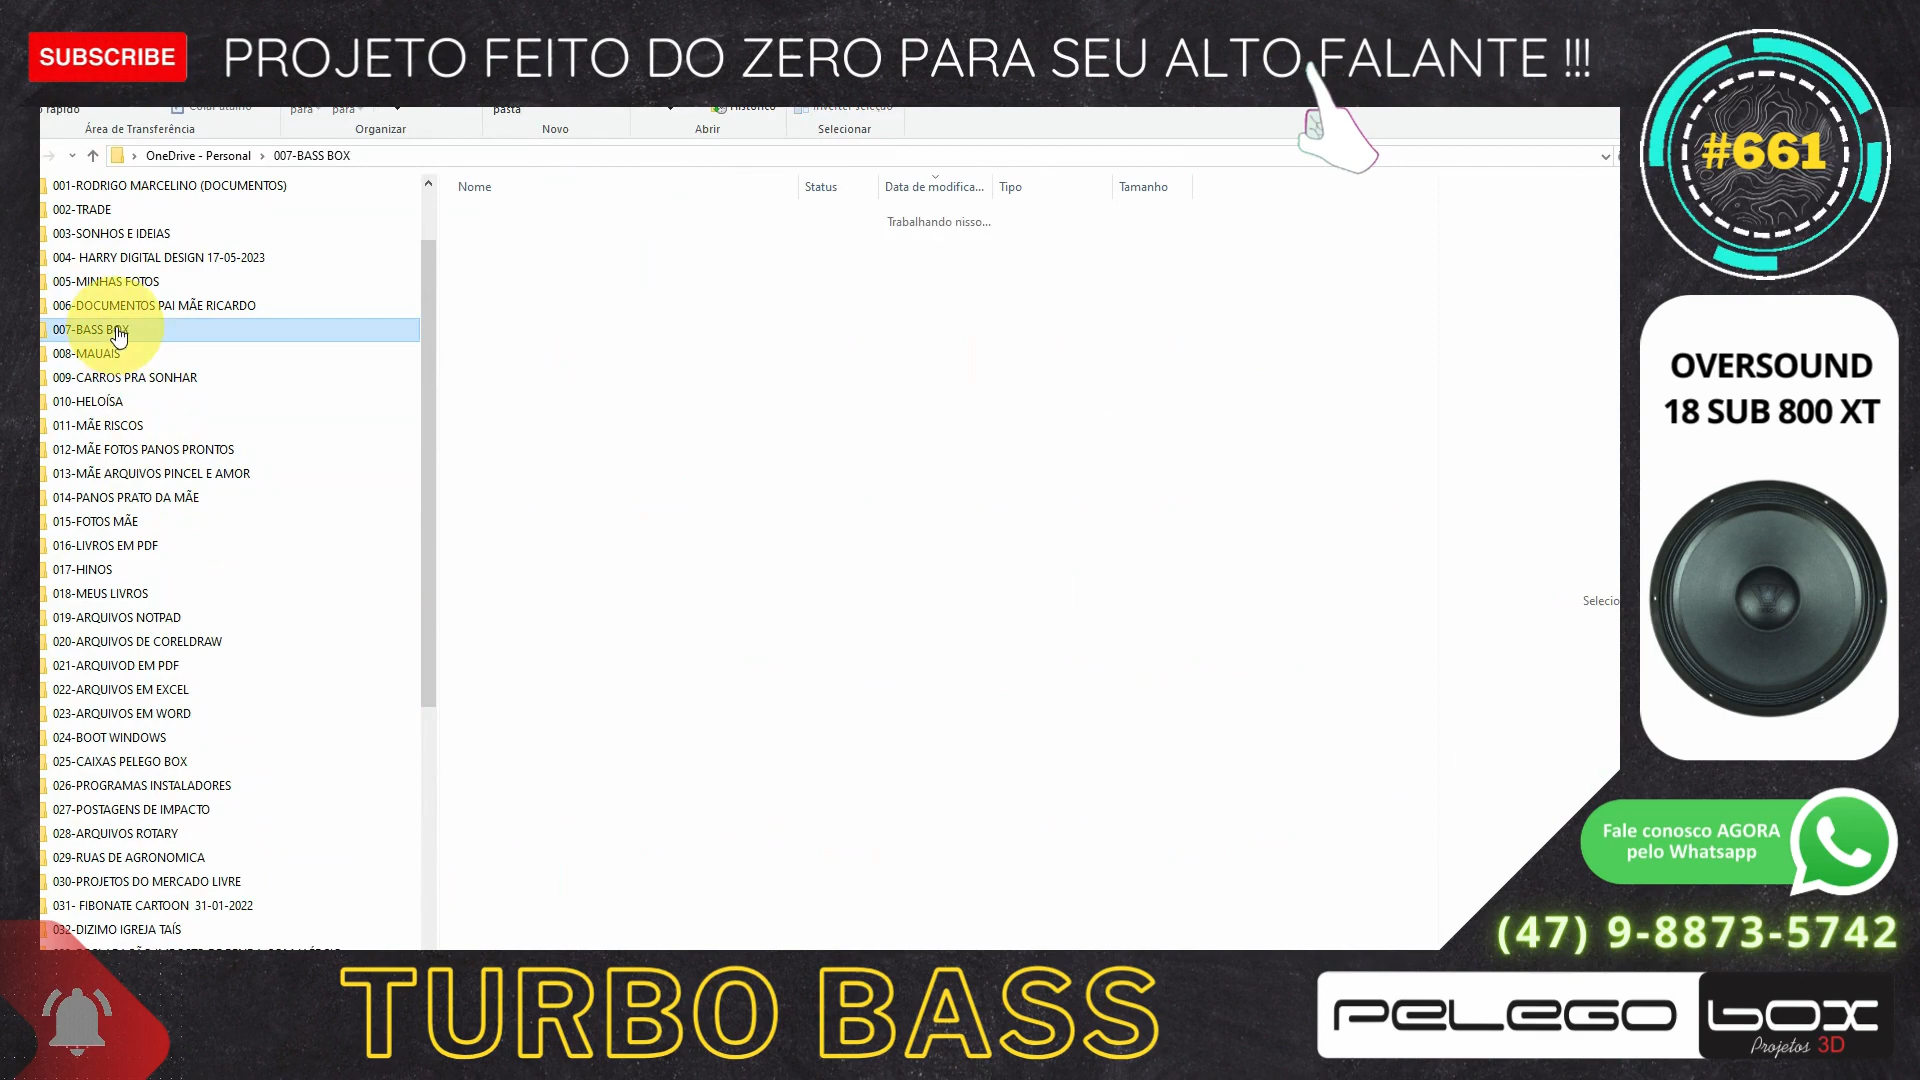 SUBSCRIBE
PROJETO FEITO DO ZERO PARA SEU ALTO FALANTE !!!
#661
para
para
pasta
Histórico
Inverter seleção
Área de Transferência
Organizar
Novo
Abrir
Selecionar
OneDrive - Personal > 007-BASS BOX
Nome
Status
Data de modifica...
Tipo
Tamanho
Trabalhando nisso...
001-RODRIGO MARCELINO (DOCUMENTOS)
002-TRADE
003-SONHOS E IDEIAS
004- HARRY DIGITAL DESIGN 17-05-2023
005-MINHAS FOTOS
006-DOCUMENTOS PAI MÃE RICARDO
007-BASS BOX
008-MAUAIS
009-CARROS PRA SONHAR
010-HELOÍSA
011-MÃE RISCOS
012-MÃE FOTOS PANOS PRONTOS
013-MÃE ARQUIVOS PINCEL E AMOR
014-PANOS PRATO DA MÃE
015-FOTOS MÃE
016-LIVROS EM PDF
017-HINOS
018-MEUS LIVROS
019-ARQUIVOS NOTPAD
020-ARQUIVOS DE CORELDRAW
021-ARQUIVOD EM PDF
022-ARQUIVOS EM EXCEL
023-ARQUIVOS EM WORD
024-BOOT WINDOWS
025-CAIXAS PELEGO BOX
026-PROGRAMAS INSTALADORES
027-POSTAGENS DE IMPACTO
028-ARQUIVOS ROTARY
029-RUAS DE AGRONOMICA
030-PROJETOS DO MERCADO LIVRE
031- FIBONATE CARTOON  31-01-2022
032-DIZIMO IGREJA TAÍS
Selecio
OVERSOUND
18 SUB 800 XT
Fale conosco AGORA
pelo Whatsapp
(47) 9-8873-5742
TURBO BASS
PELEGO BOX
Projetos 3D